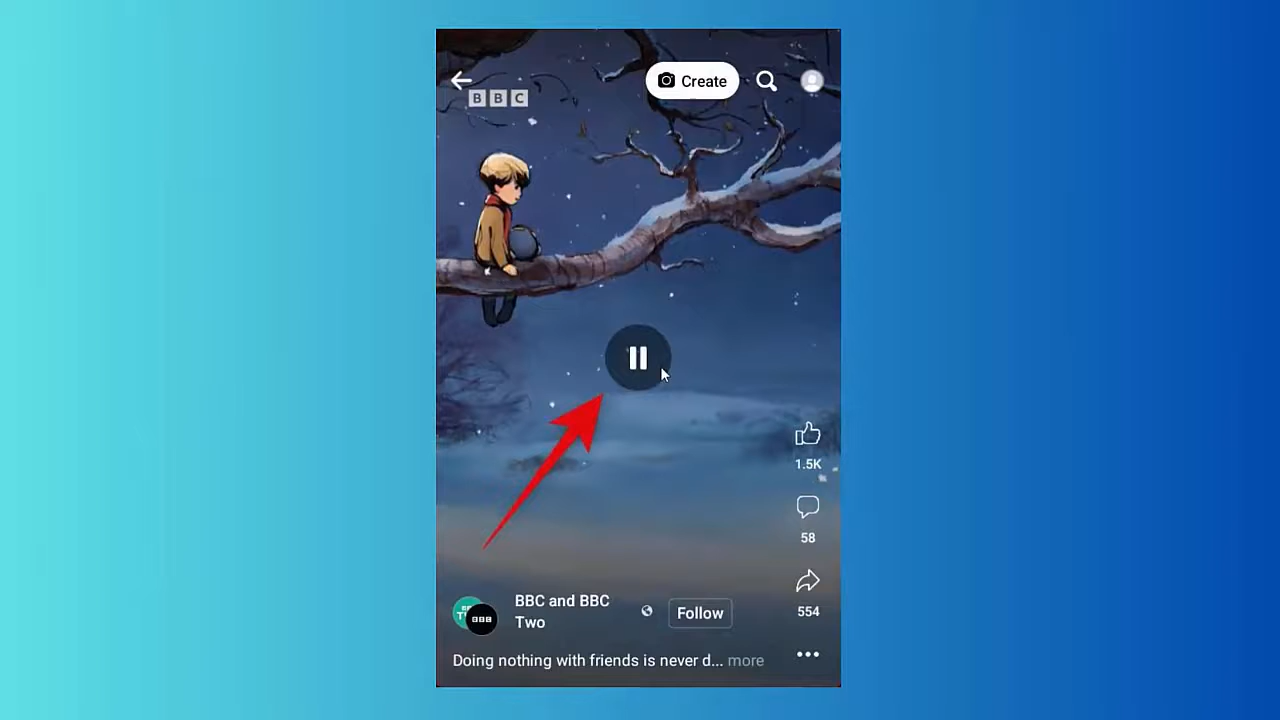 Create
BBC
1.5K
58
554
BBC and BBC
Two
Follow
Doing nothing with friends is never d... more